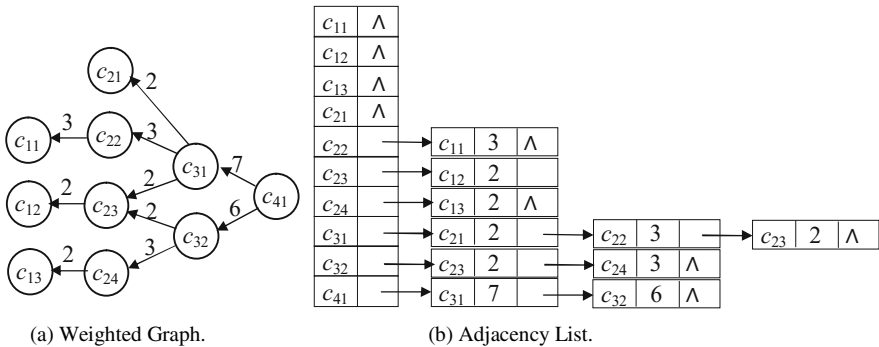 c21
2
c11
3
c22
3
c31
7
c41
c12
2
c23
2
2
6
c32
c13
2
c24
3
c11 Λ
c12 Λ
c13 Λ
c21 Λ
c22 c11 3 Λ
c23 c12 2
c24 c13 2 Λ
c31 c21 2 c22 3 c23 2 Λ
c32 c23 2 c24 3 Λ
c41 c31 7 c32 6 Λ
(a) Weighted Graph.
(b) Adjacency List.